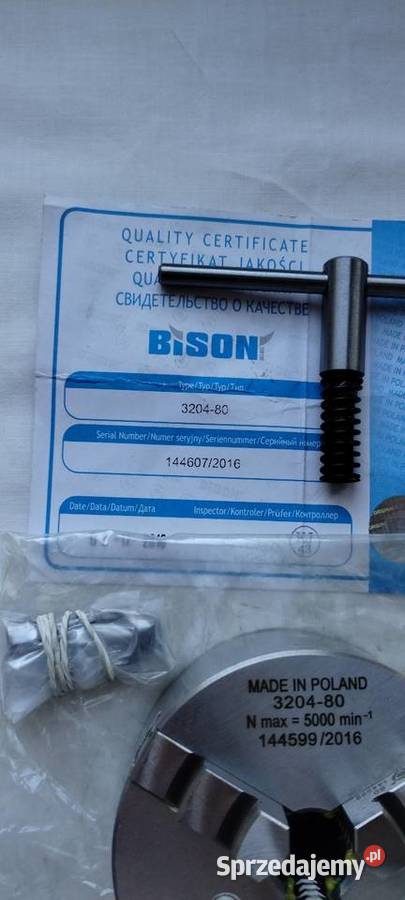 QUALITY CERTIFICATE
CERTYFIKAT JAKOŚCI
СВИДЕТЕЛЬСТВО О КАЧЕСТВЕ
BISON
Type/Typ/Typ/Тип
3204-80
Serial Number/Numer seryjny/Seriennummer/Серийный номер
144607/2016
Date/Data/Datum/Дата
Inspector/Kontroler/Prüfer/Контроллер
MADE IN POLAND
3204-80
N max = 5000 min⁻¹
144599/2016
Sprzedajemy.pl